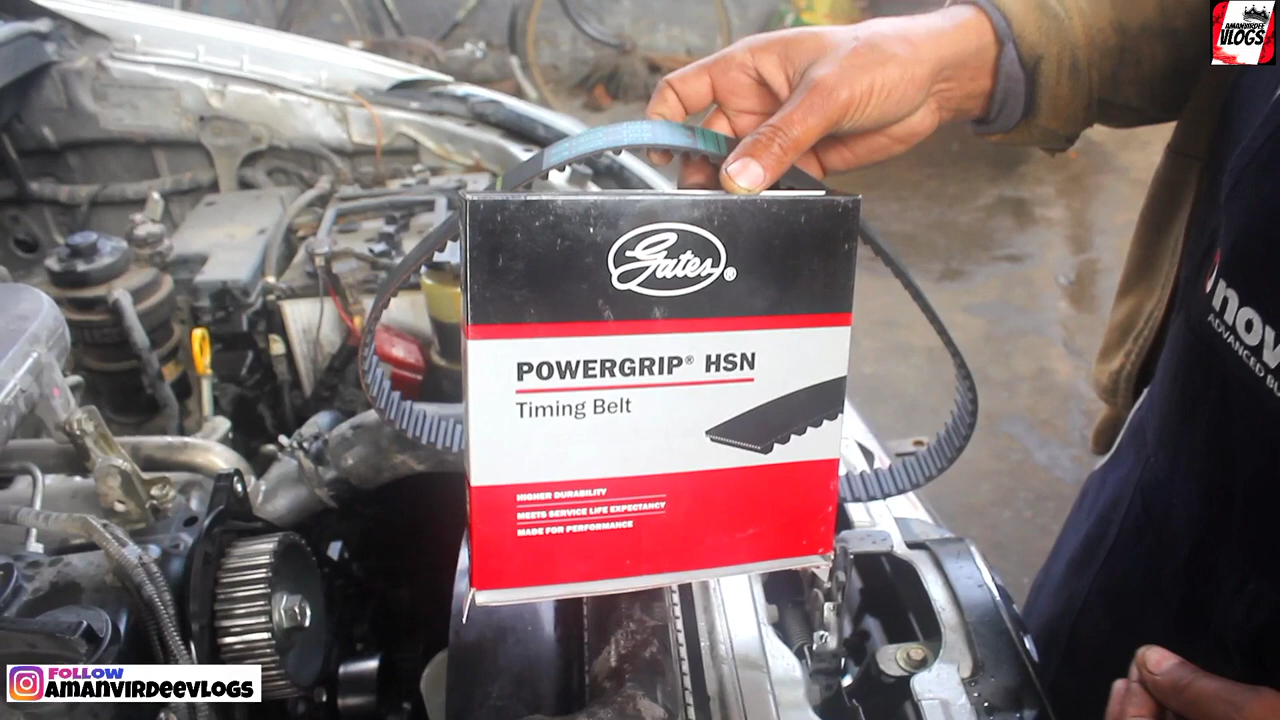 AMANVIRDEE
VLOGS
Gates®
POWERGRIP® HSN
Timing Belt
HIGHER DURABILITY
MEETS SERVICE LIFE EXPECTANCY
MADE FOR PERFORMANCE
nov
ADVANCED
FOLLOW
AMANVIRDEEVLOGS